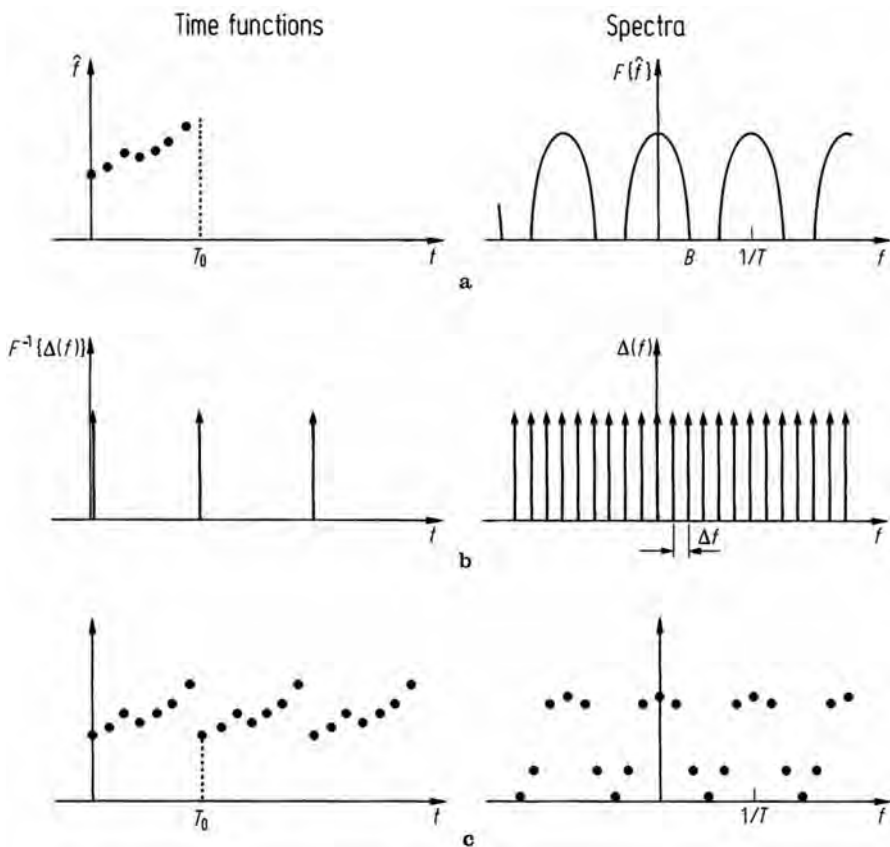 Time functions
Spectra
f̂
F{f̂}
T₀
t
B
1/T
f
a
F⁻¹{Δ(f)}
Δ(f)
t
Δf
f
b
T₀
t
1/T
f
c